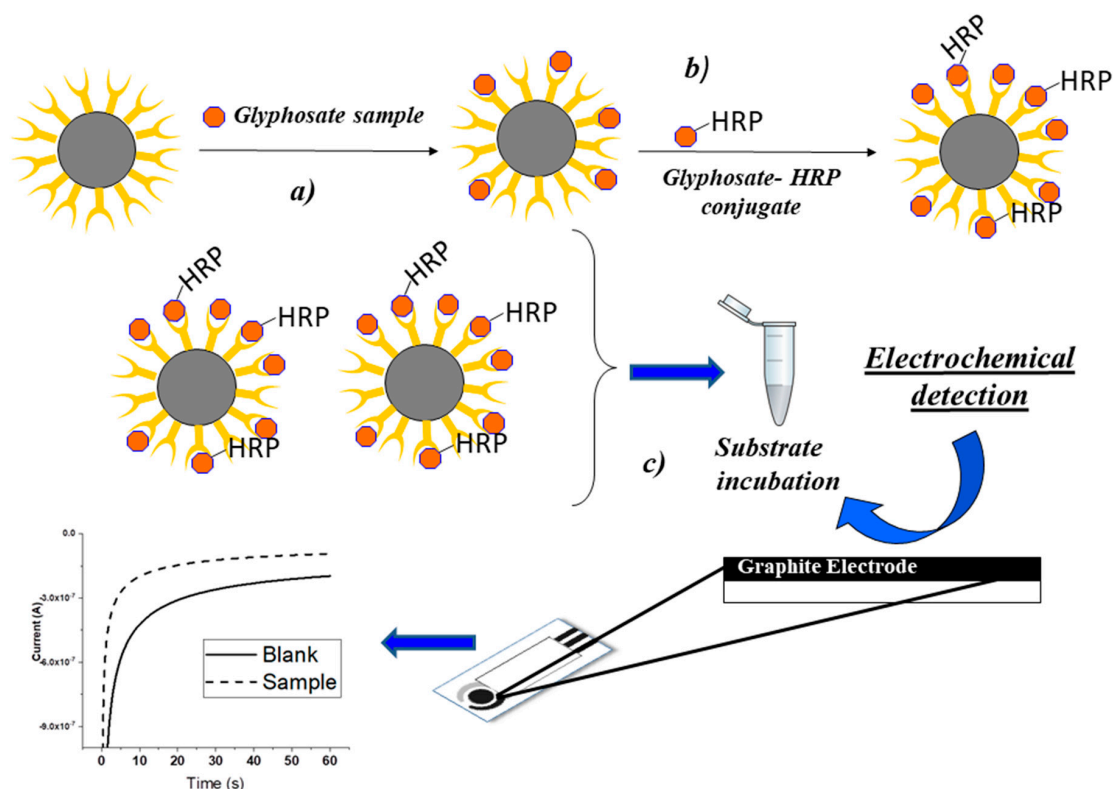 HRP
b)
HRP
Glyphosate sample
HRP
Glyphosate- HRP
conjugate
a)
HRP
HRP
HRP
HRP
HRP
HRP
HRP
Electrochemical
detection
c)
Substrate
incubation
Graphite Electrode
0.0
-3.0x10⁻⁷
-6.0x10⁻⁷
-9.0x10⁻⁷
Current (A)
Blank
Sample
0 10 20 30 40 50 60
Time (s)